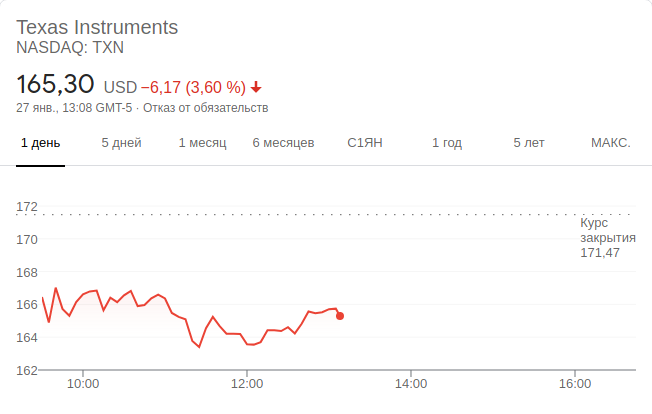 Texas Instruments
NASDAQ: TXN
165,30 USD −6,17 (3,60 %)
27 янв., 13:08 GMT-5 · Отказ от обязательств
1 день 5 дней 1 месяц 6 месяцев С1ЯН 1 год 5 лет МАКС.
172
Курс
закрытия
171,47
170
168
166
164
162
10:00 12:00 14:00 16:00